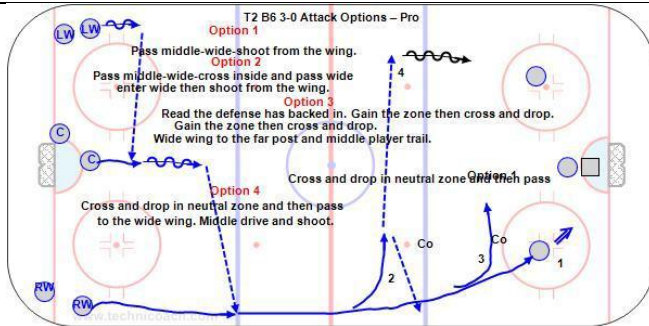 T2 B6 3-0 Attack Options – Pro
LW LW
Option 1
Pass middle-wide-shoot from the wing.
Option 2
Pass middle-wide-cross inside and pass wide
enter wide then shoot from the wing.
4
Option 3
Read the defense has backed in. Gain the zone then cross and drop.
Gain the zone then cross and drop.
Wide wing to the far post and middle player trail.
C
C
Cross and drop in neutral zone and then pass
Option 1
Option 4
Cross and drop in neutral zone and then pass
to the wide wing. Middle drive and shoot.
Co
Co
3
1
2
RW
RW
www.technicoach.com